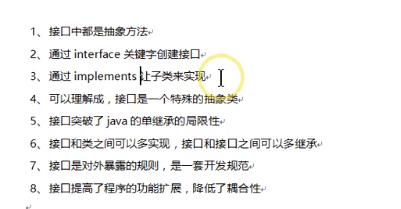 1、接口中都是抽象方法
2、通过 interface 关键字创建接口
3、通过 implements 让子类来实现
4、可以理解成，接口是一个特殊的抽象类
5、接口突破了 java 的单继承的局限性
6、接口和类之间可以多实现，接口和接口之间可以多继承
7、接口是对外暴露的规则，是一套开发规范
8、接口提高了程序的功能扩展，降低了耦合性